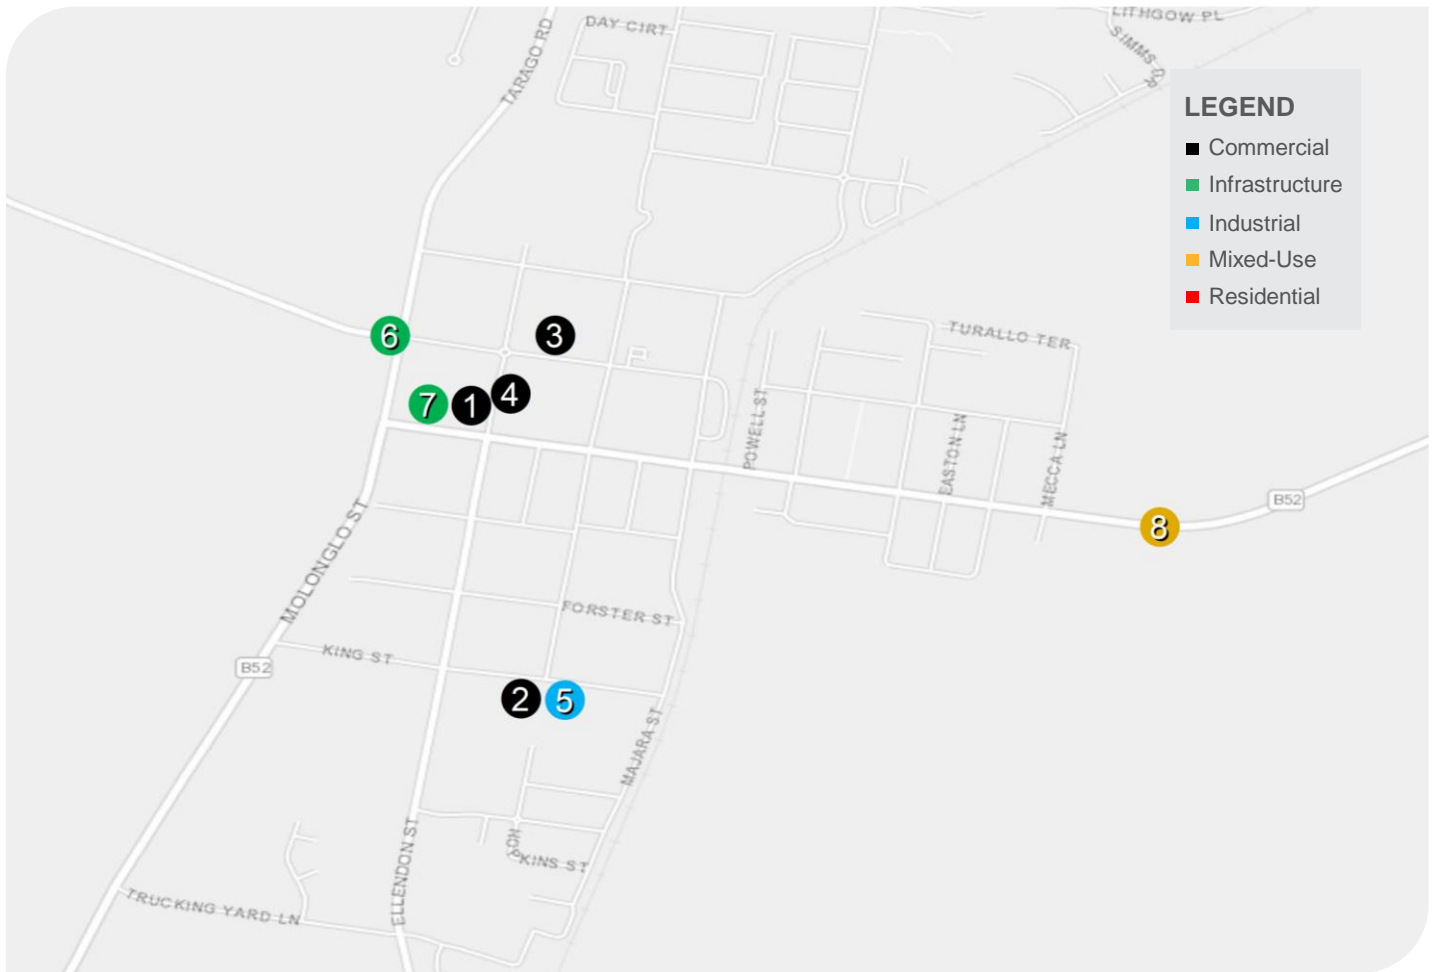 DAY CIRT
LITHGOW PL
SIMMS DR
TARAGO RD
LEGEND
Commercial
Infrastructure
Industrial
Mixed-Use
Residential
6
3
TURALLO TER
7
1
4
POWELL ST
EASTON LN
MECCA LN
B52
8
MOLONGLO ST
FORSTER ST
KING ST
B52
2
5
MAJARA ST
ELLENDON ST
HOPKINS ST
TRUCKING YARD LN